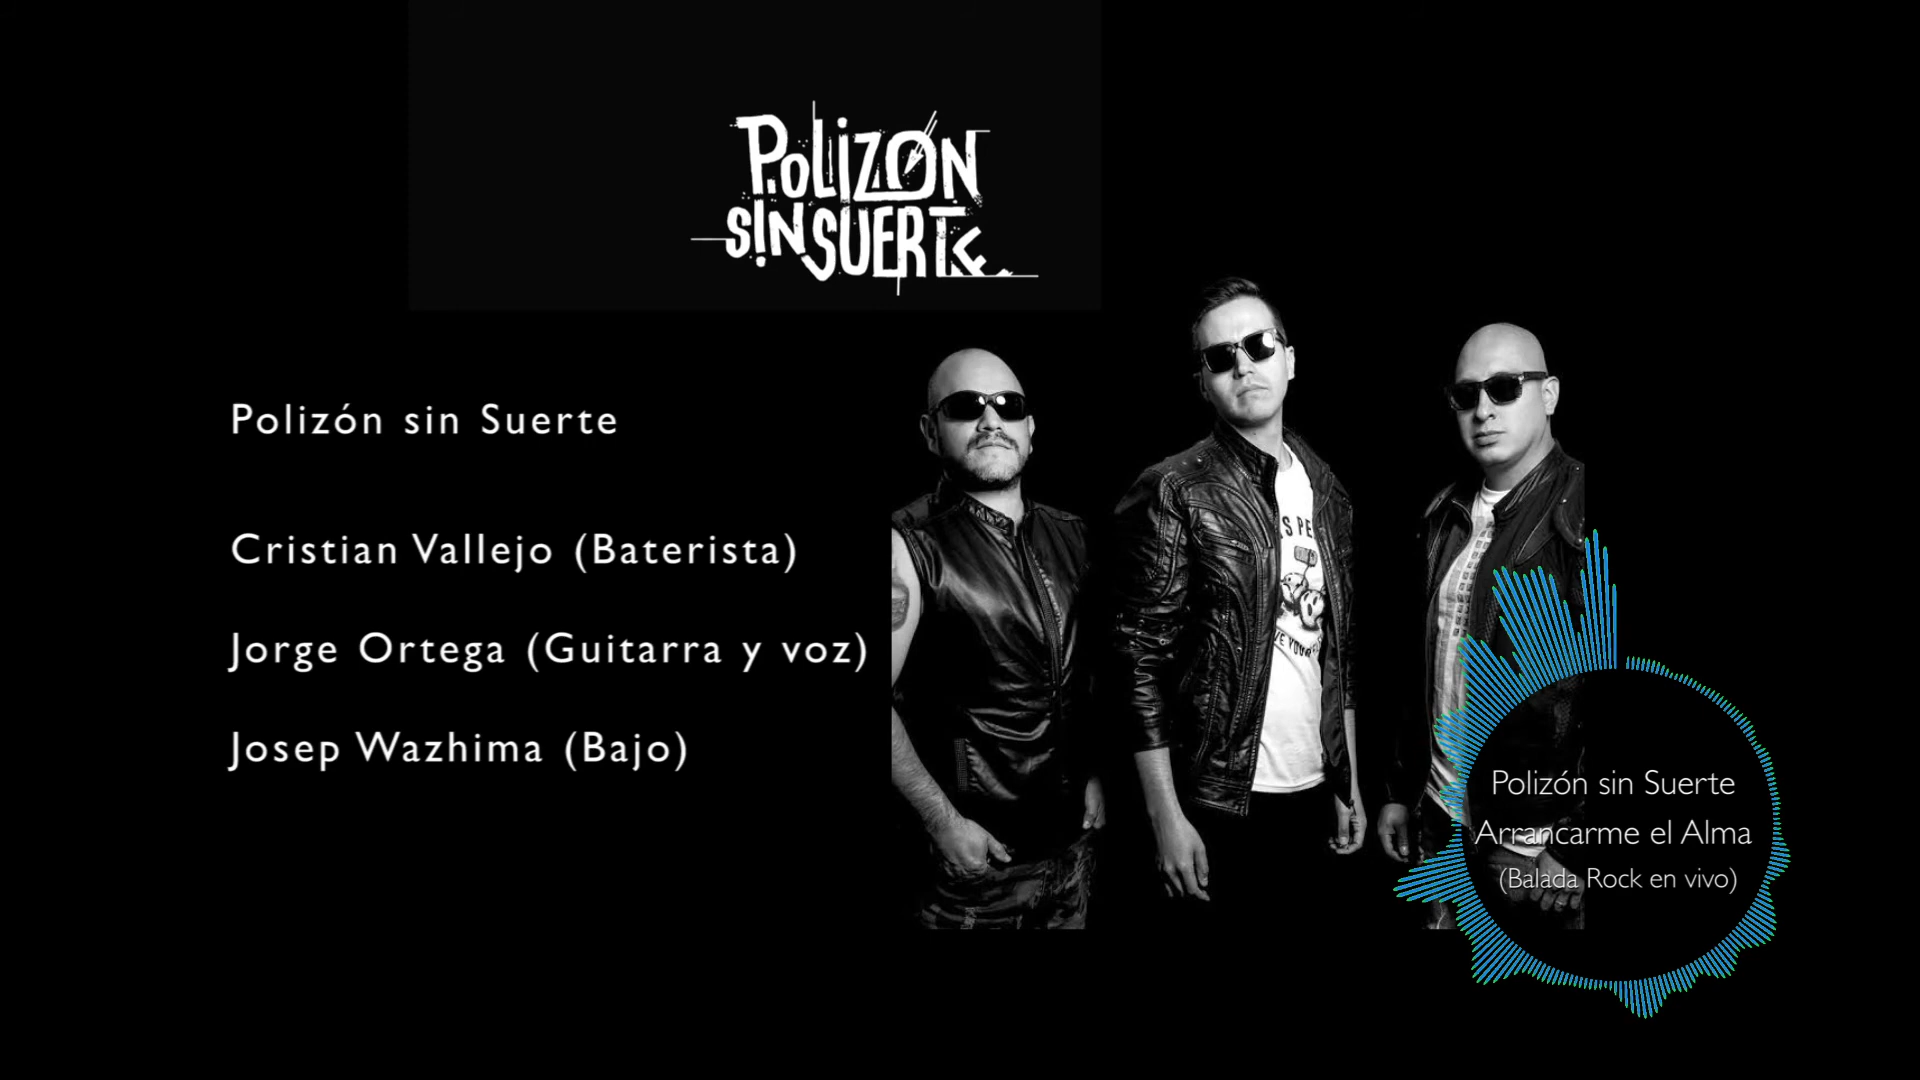 POLIZÓN
SIN SUERTE
Polizón sin Suerte
Cristian Vallejo (Baterista)
Jorge Ortega (Guitarra y voz)
Josep Wazhima (Bajo)
Polizón sin Suerte
Arrancarme el Alma
(Balada Rock en vivo)